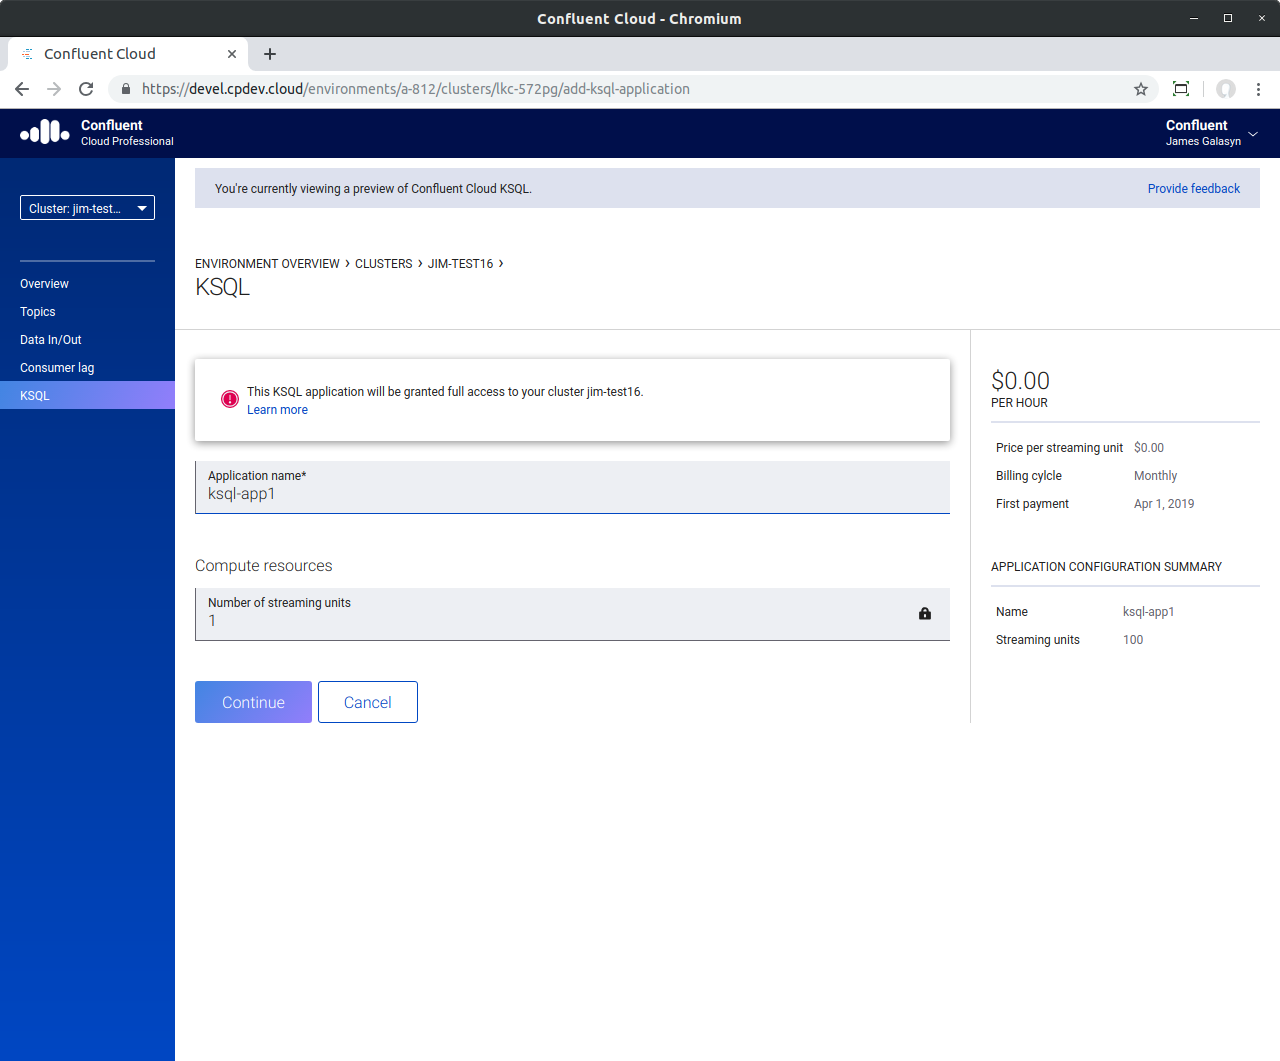 Confluent Cloud - Chromium
Confluent Cloud
https://devel.cpdev.cloud/environments/a-812/clusters/lkc-572pg/add-ksql-application
Confluent
Cloud Professional
Confluent
James Galasyn
Cluster: jim-test...
Overview
Topics
Data In/Out
Consumer lag
KSQL
You're currently viewing a preview of Confluent Cloud KSQL.
Provide feedback
ENVIRONMENT OVERVIEW › CLUSTERS › JIM-TEST16 ›
KSQL
This KSQL application will be granted full access to your cluster jim-test16.
Learn more
Application name*
ksql-app1
Compute resources
Number of streaming units
1
Continue
Cancel
$0.00
PER HOUR
Price per streaming unit $0.00
Billing cylcle Monthly
First payment Apr 1, 2019
APPLICATION CONFIGURATION SUMMARY
Name ksql-app1
Streaming units 100